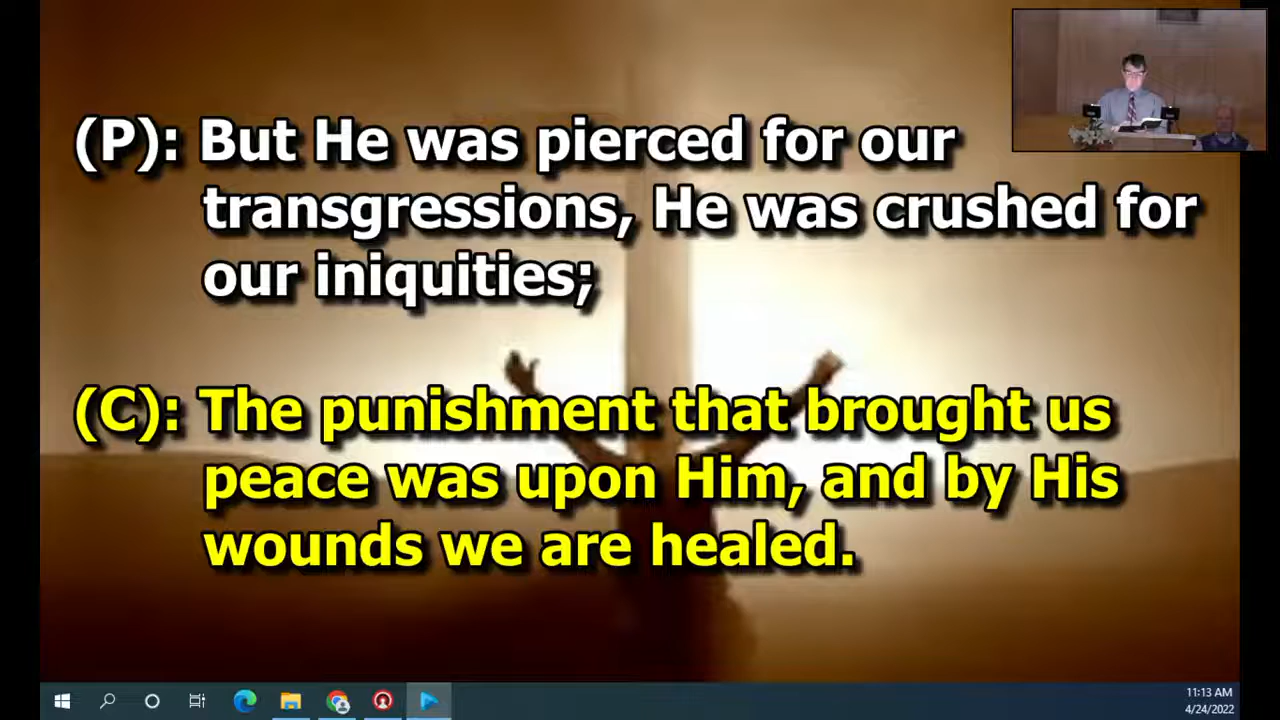 (P): But He was pierced for our
transgressions, He was crushed for
our iniquities;
(C): The punishment that brought us
peace was upon Him, and by His
wounds we are healed.
11:13 AM
4/24/2022